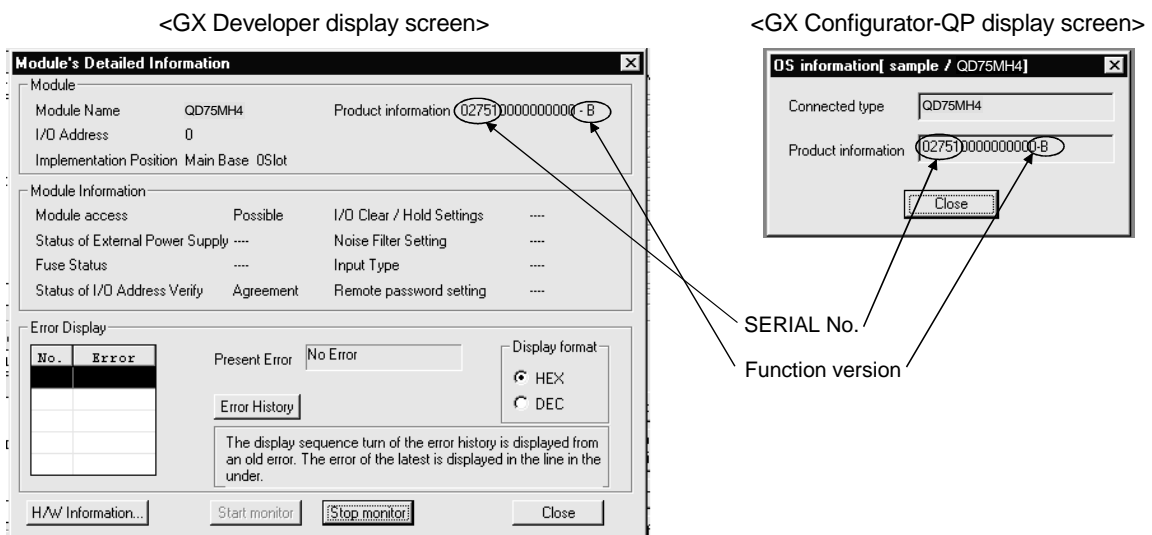 <GX Developer display screen>
Module's Detailed Information
Module
Module Name QD75MH4 Product information 027510000000000 - B
I/O Address 0
Implementation Position Main Base 0Slot
Module Information
Module access Possible I/O Clear / Hold Settings ----
Status of External Power Supply ---- Noise Filter Setting ----
Fuse Status ---- Input Type ----
Status of I/O Address Verify Agreement Remote password setting ----
Error Display
No. Error
Present Error No Error
Display format
HEX
DEC
Error History
The display sequence turn of the error history is displayed from
an old error. The error of the latest is displayed in the line in the
under.
H/W Information...
Start monitor
Stop monitor
Close
<GX Configurator-QP display screen>
OS information[ sample / QD75MH4]
Connected type QD75MH4
Product information 027510000000000-B
Close
SERIAL No.
Function version